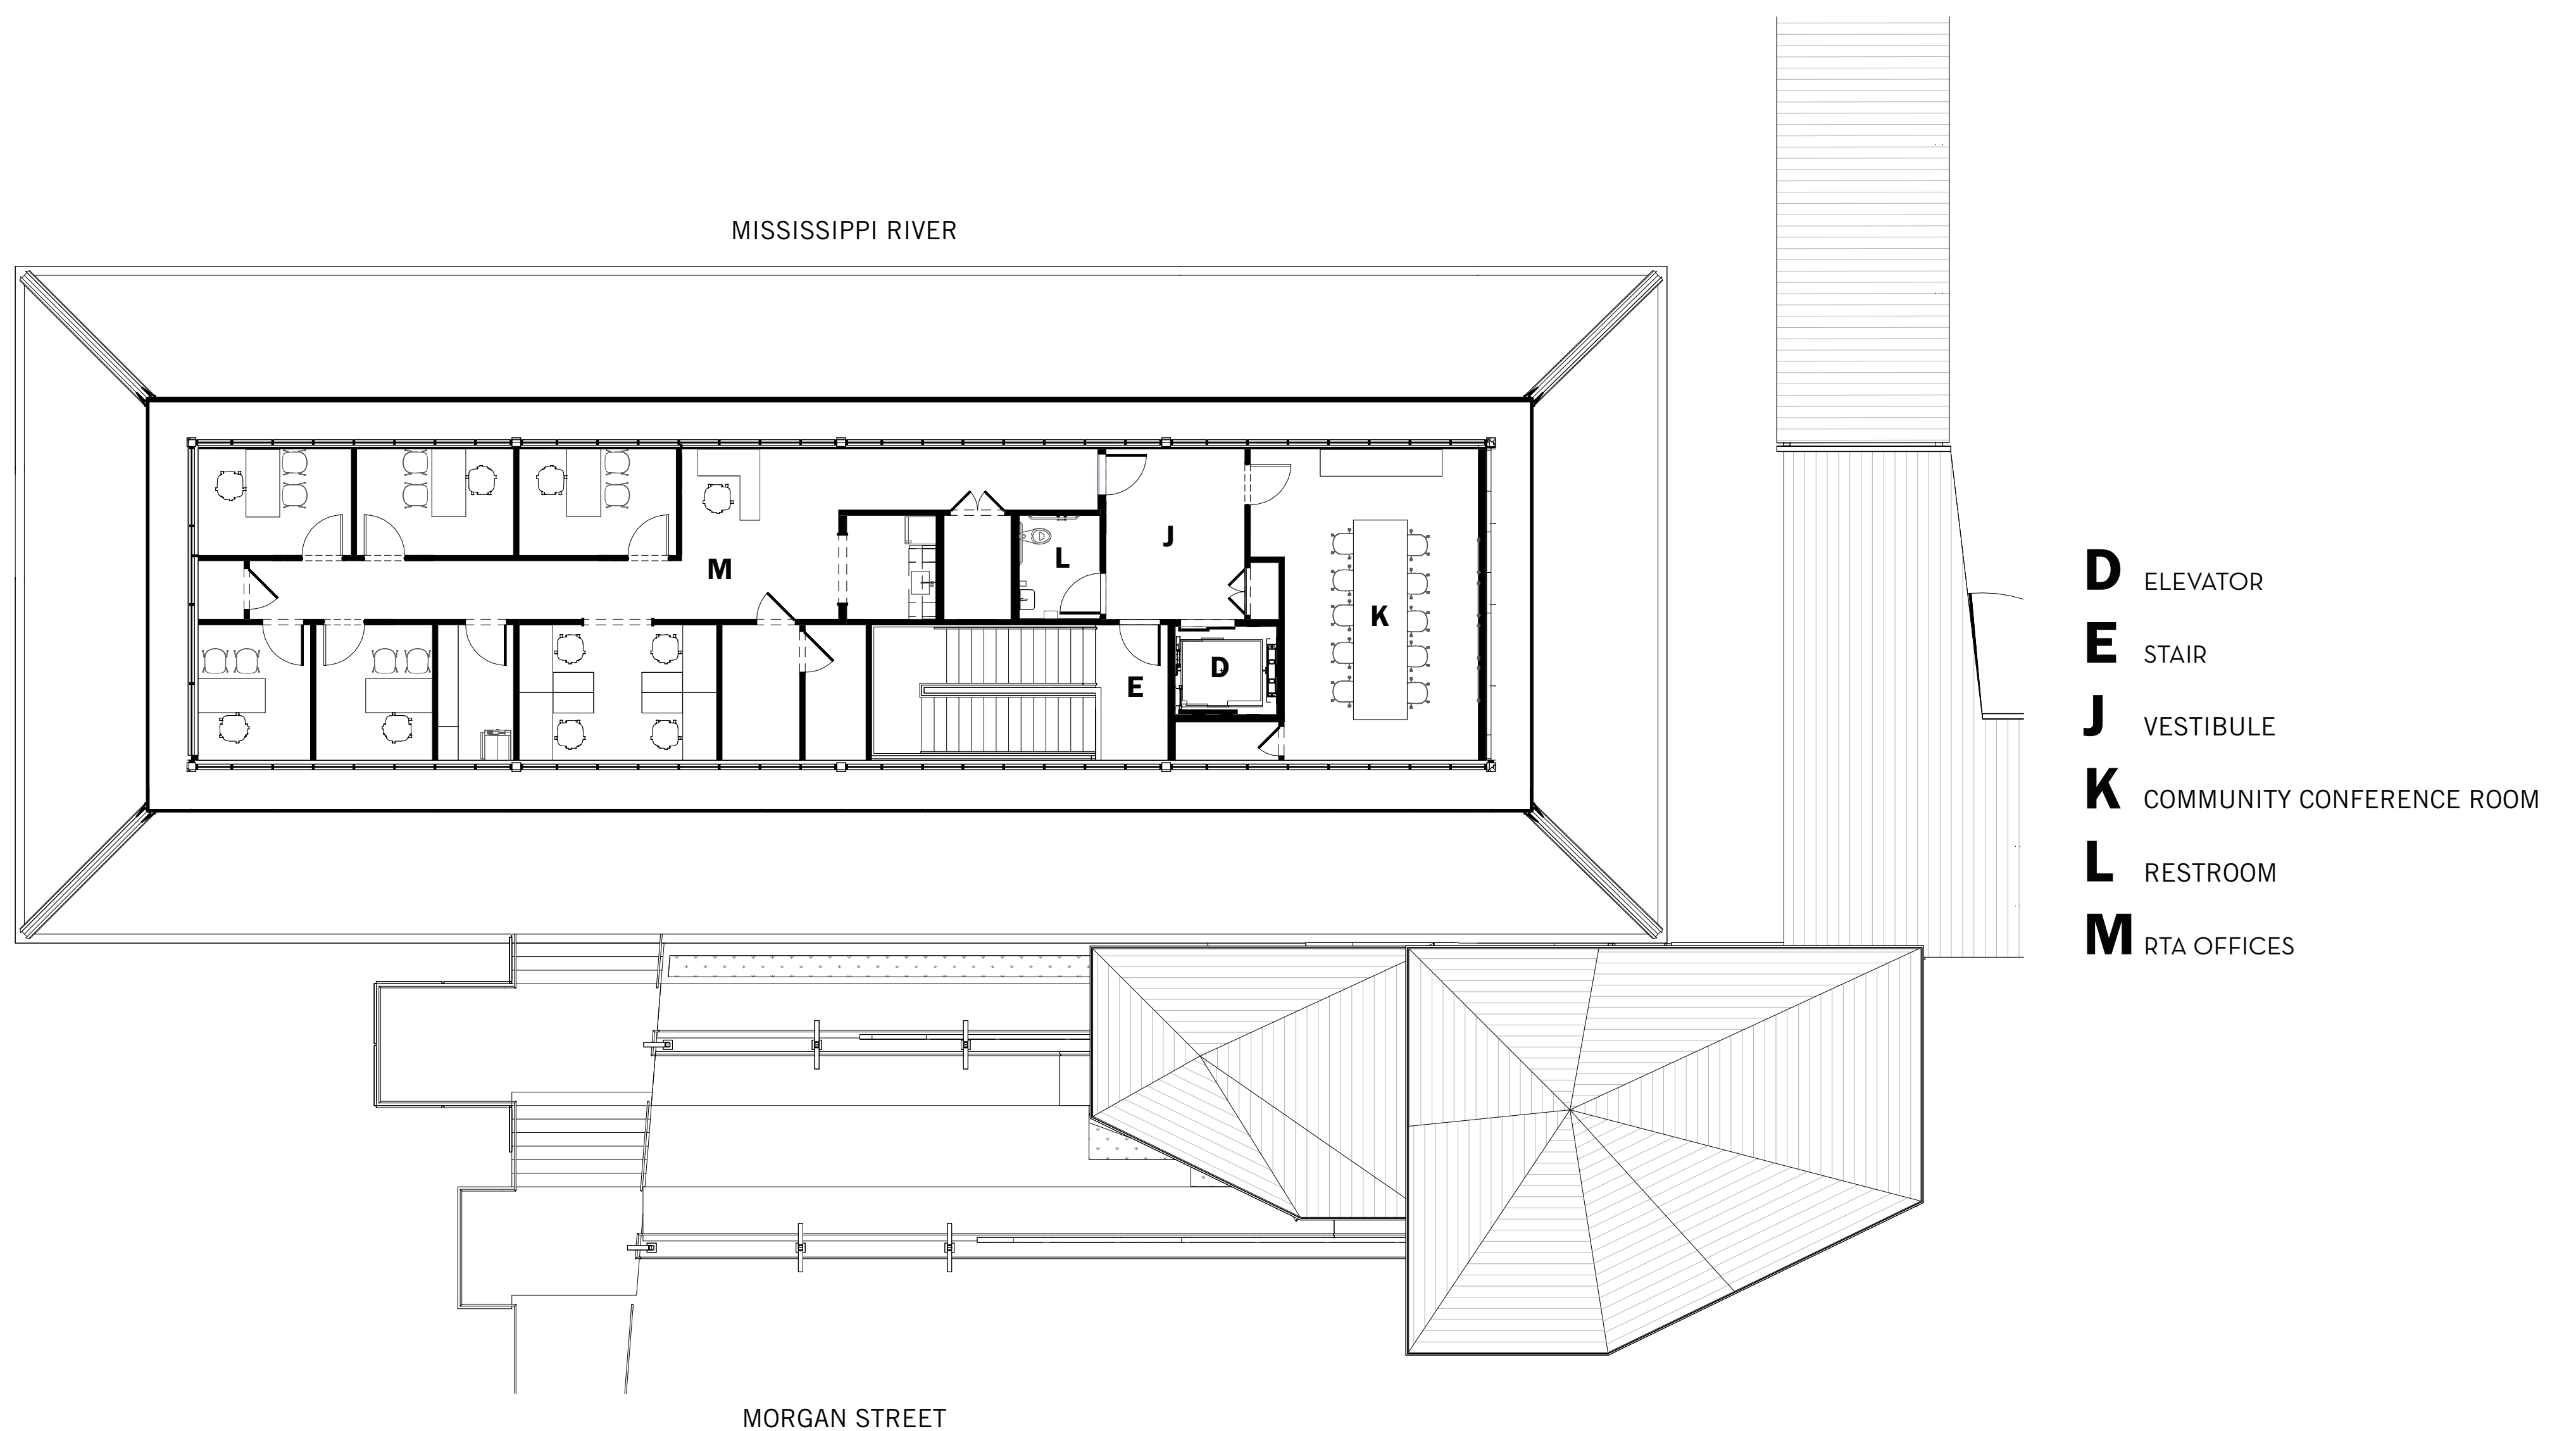 MISSISSIPPI RIVER
M
J
L
K
E
D
D ELEVATOR
E STAIR
J VESTIBULE
K COMMUNITY CONFERENCE ROOM
L RESTROOM
M RTA OFFICES
MORGAN STREET